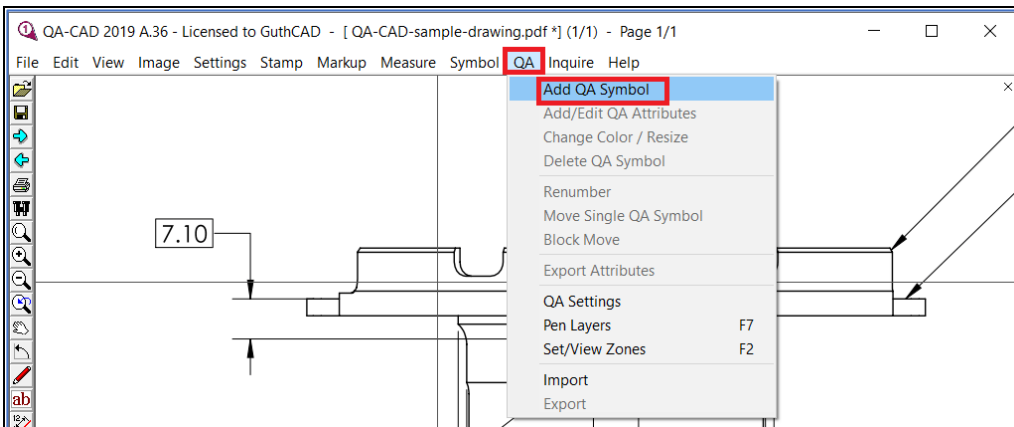 QA-CAD 2019 A.36 - Licensed to GuthCAD - [ QA-CAD-sample-drawing.pdf *] (1/1) - Page 1/1
File Edit View Image Settings Stamp Markup Measure Symbol QA Inquire Help
Add QA Symbol
Add/Edit QA Attributes
Change Color / Resize
Delete QA Symbol
Renumber
Move Single QA Symbol
Block Move
Export Attributes
QA Settings
Pen Layers F7
Set/View Zones F2
Import
Export
7.10
ab
12